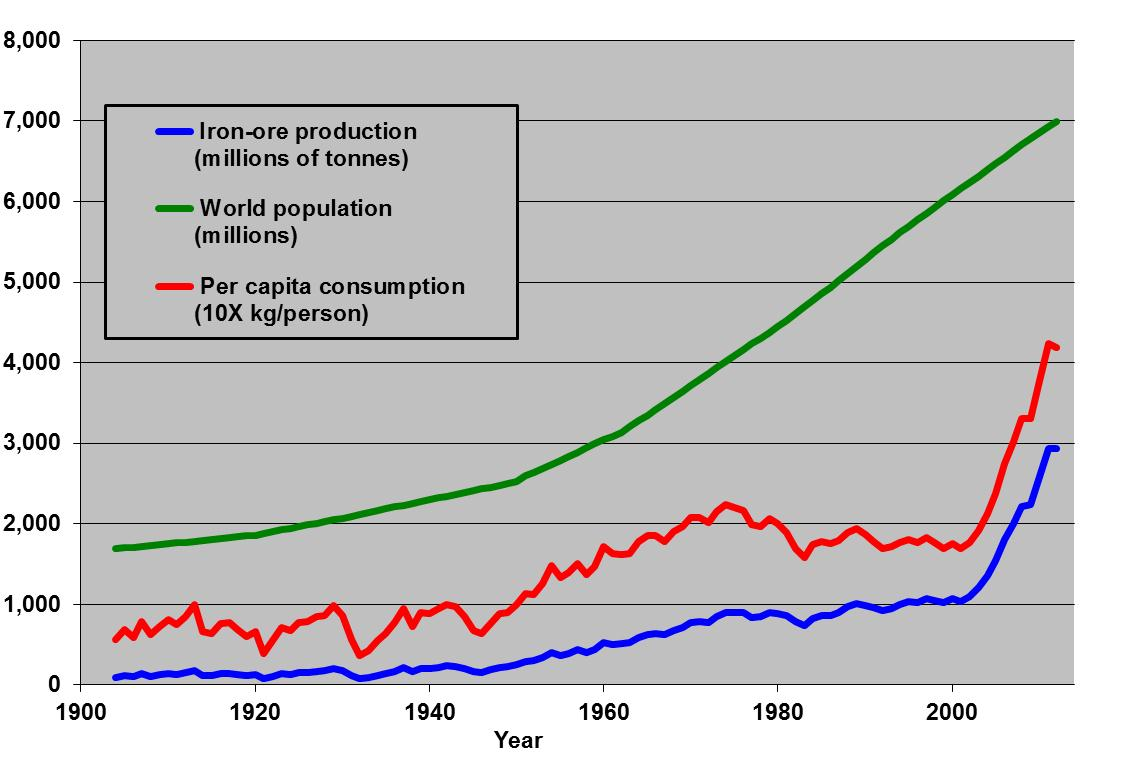 8,000
7,000
6,000
5,000
4,000
3,000
2,000
1,000
0
Iron-ore production
(millions of tonnes)
World population
(millions)
Per capita consumption
(10X kg/person)
1900 1920 1940 1960 1980 2000
Year